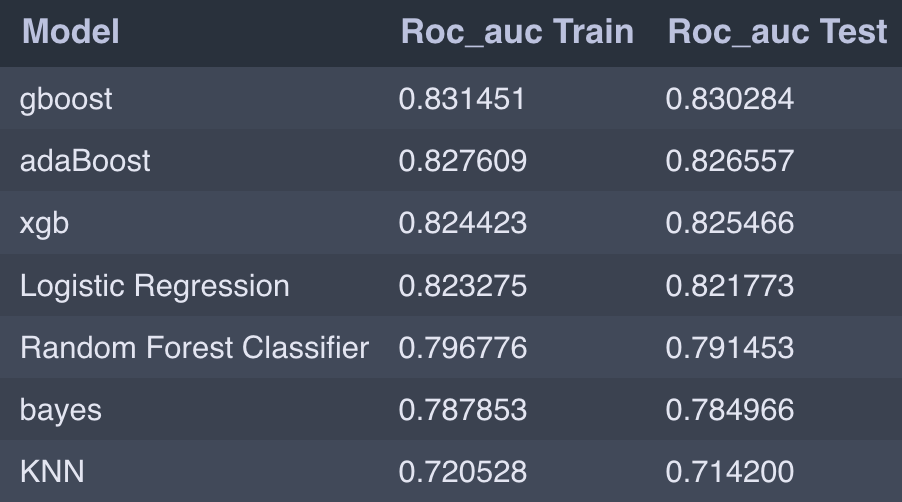 Model Roc_auc Train Roc_auc Test
gboost 0.831451 0.830284
adaBoost 0.827609 0.826557
xgb 0.824423 0.825466
Logistic Regression 0.823275 0.821773
Random Forest Classifier 0.796776 0.791453
bayes 0.787853 0.784966
KNN 0.720528 0.714200